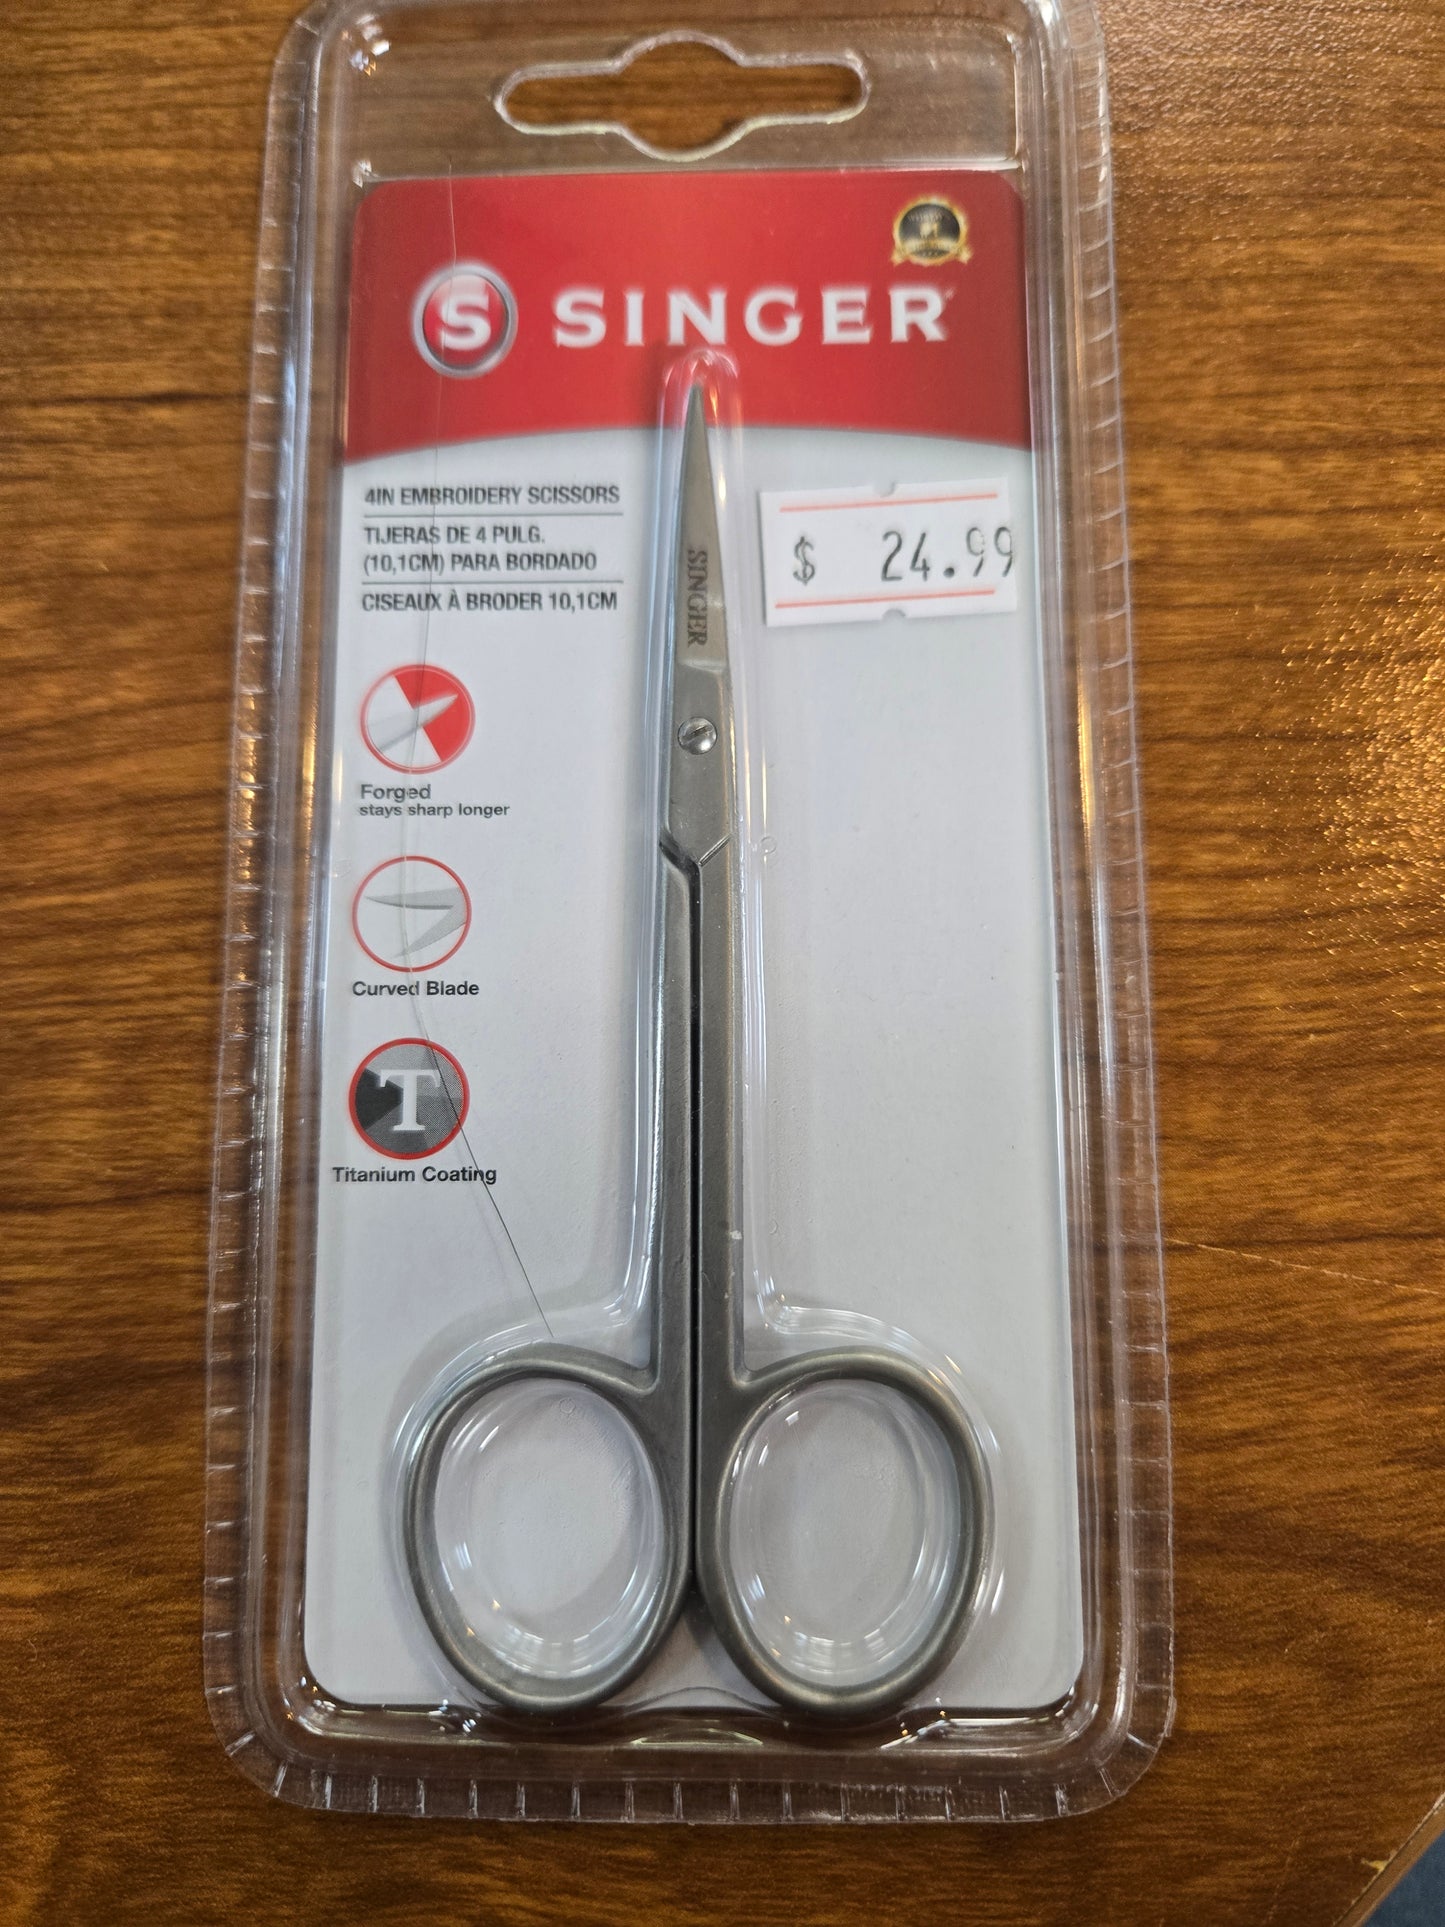 S SINGER
4IN EMBROIDERY SCISSORS
TIJERAS DE 4 PULG.
(10,1CM) PARA BORDADO
CISEAUX À BRODER 10,1CM
$ 24.99
SINGER
Forged
stays sharp longer
Curved Blade
T
Titanium Coating